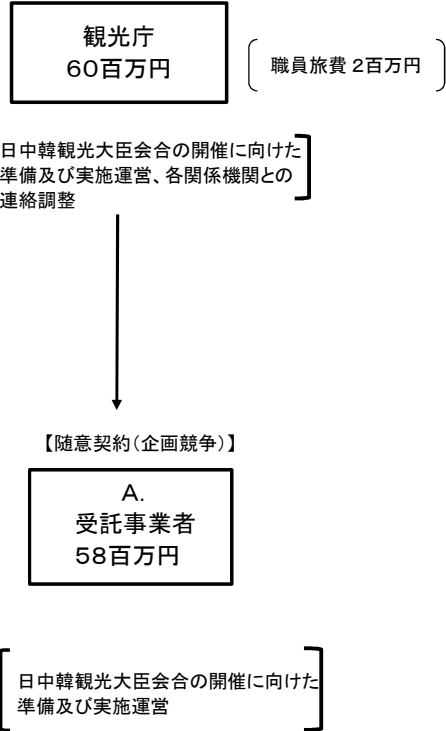 観光庁
60百万円
職員旅費 2百万円
日中韓観光大臣会合の開催に向けた
準備及び実施運営、各関係機関との
連絡調整
【随意契約(企画競争)】
A.
受託事業者
58百万円
日中韓観光大臣会合の開催に向けた
準備及び実施運営